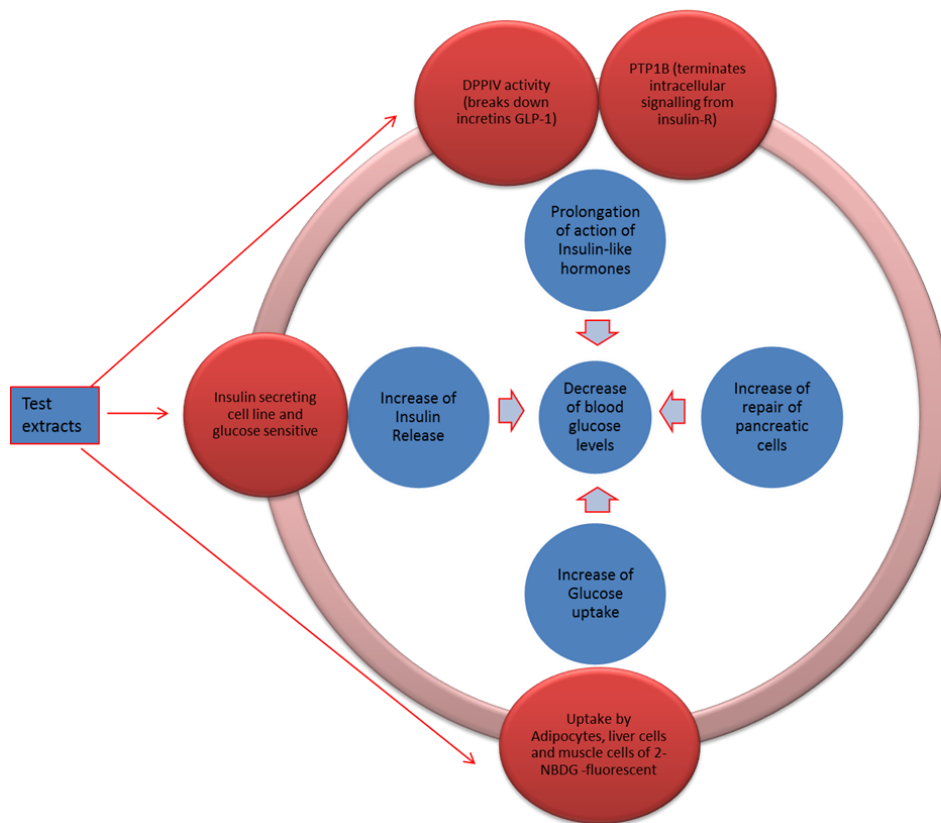 DPPIV activity
(breaks down
incretins GLP-1)
PTP1B (terminates
intracellular
signalling from
insulin-R)
Prolongation
of action of
Insulin-like
hormones
Test
extracts
Insulin secreting
cell line and
glucose sensitive
Increase of
Insulin
Release
Decrease
of blood
glucose
levels
Increase of
repair of
pancreatic
cells
Increase of
Glucose
uptake
Uptake by
Adipocytes, liver cells
and muscle cells of 2-
NBDG -fluorescent